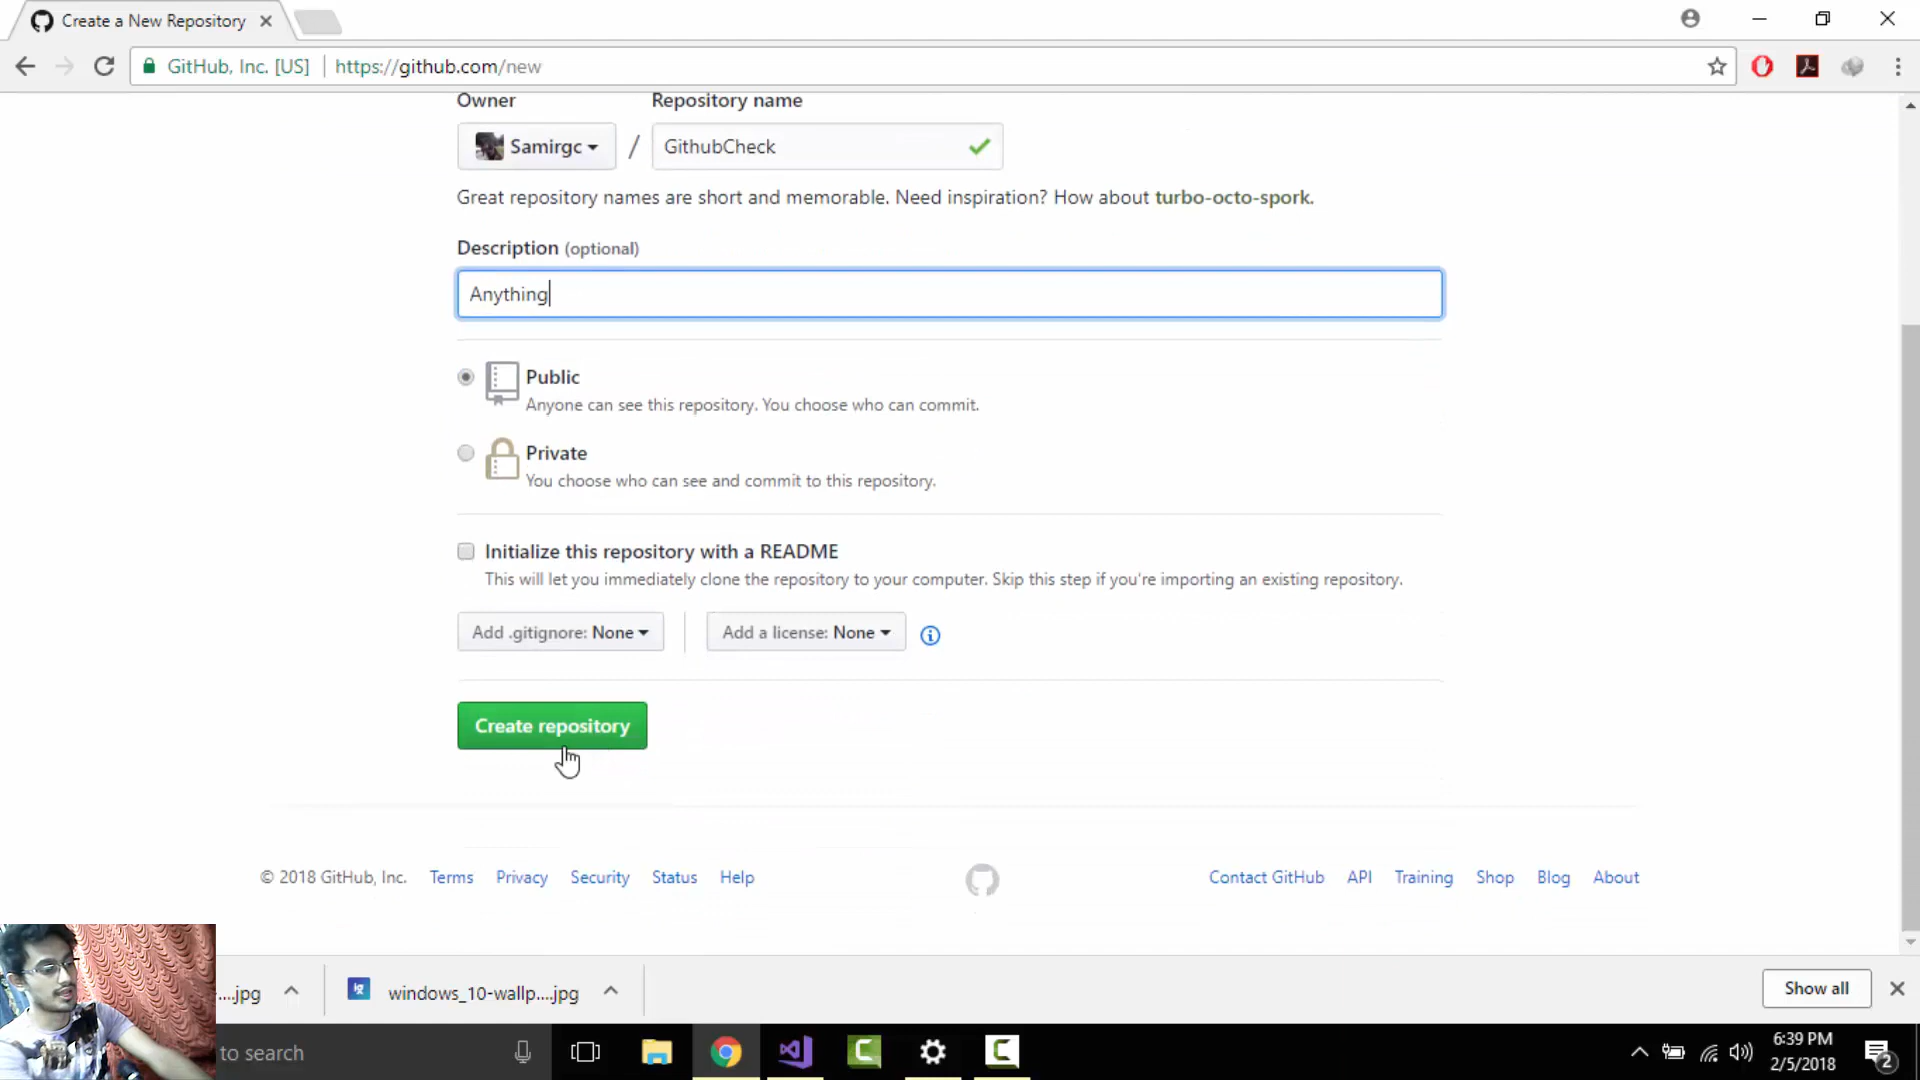 Create a New Repository
GitHub, Inc. [US] https://github.com/new
Owner Repository name
Samirgc / GithubCheck
Great repository names are short and memorable. Need inspiration? How about turbo-octo-spork.
Description (optional)
Anything
Public
Anyone can see this repository. You choose who can commit.
Private
You choose who can see and commit to this repository.
Initialize this repository with a README
This will let you immediately clone the repository to your computer. Skip this step if you're importing an existing repository.
Add .gitignore: None Add a license: None
Create repository
© 2018 GitHub, Inc. Terms Privacy Security Status Help Contact GitHub API Training Shop Blog About
....jpg windows_10-wallp....jpg Show all
to search
6:39 PM
2/5/2018
2